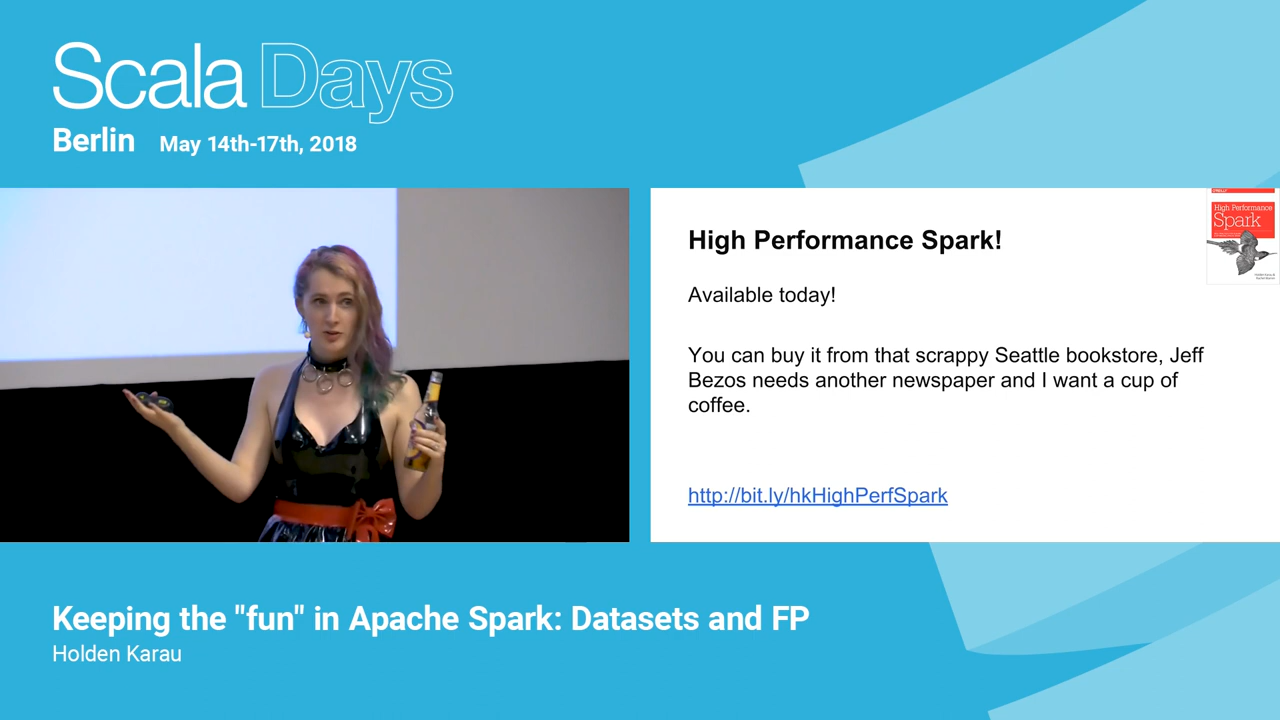 Scala Days
Berlin May 14th-17th, 2018
High Performance Spark!
Available today!
You can buy it from that scrappy Seattle bookstore, Jeff
Bezos needs another newspaper and I want a cup of
coffee.
http://bit.ly/hkHighPerfSpark
High Performance
Spark
Keeping the "fun" in Apache Spark: Datasets and FP
Holden Karau